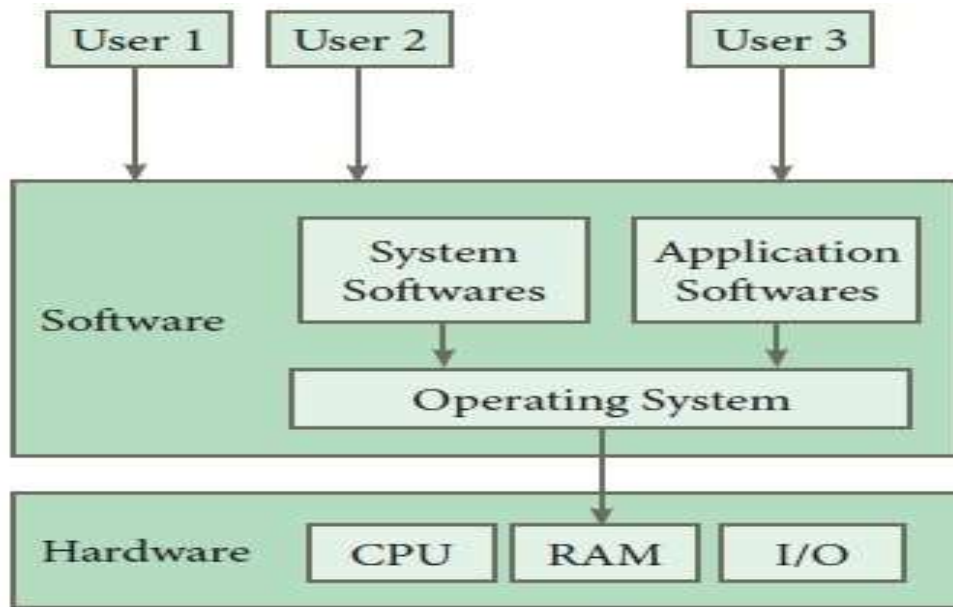 User 1
User 2
User 3
System
Softwares
Application
Softwares
Software
Operating System
Hardware
CPU
RAM
I/O